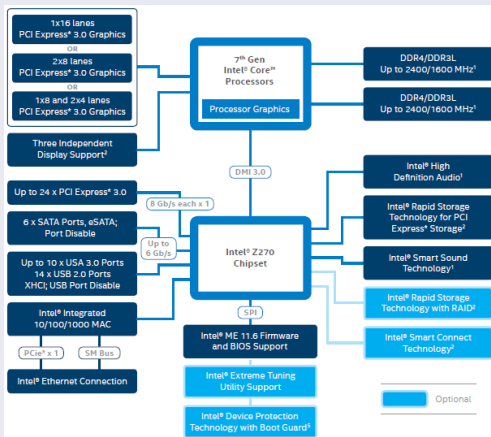 1x16 lanes
PCI Express* 3.0 Graphics
OR
2x8 lanes
PCI Express* 3.0 Graphics
OR
1x8 and 2x4 lanes
PCI Express* 3.0 Graphics
Three Independent
Display Support²
7th Gen
Intel® Core™
Processors
Processor Graphics
DDR4/DDR3L
Up to 2400/1600 MHz¹
DDR4/DDR3L
Up to 2400/1600 MHz¹
DMI 3.0
Up to 24 x PCI Express* 3.0
8 Gb/s each x 1
6 x SATA Ports, eSATA;
Port Disable
Up to
6 Gb/s
Up to 10 x USA 3.0 Ports
14 x USB 2.0 Ports
XHCI; USB Port Disable
Intel® Integrated
10/100/1000 MAC
PCIe* x 1
SM Bus
Intel® Ethernet Connection
Intel® Z270
Chipset
SPI
Intel® ME 11.6 Firmware
and BIOS Support
Intel® Extreme Tuning
Utility Support
Intel® Device Protection
Technology with Boot Guard⁵
Intel® High
Definition Audio¹
Intel® Rapid Storage
Technology for PCI
Express* Storage²
Intel® Smart Sound
Technology¹
Intel® Rapid Storage
Technology with RAID²
Intel® Smart Connect
Technology²
Optional